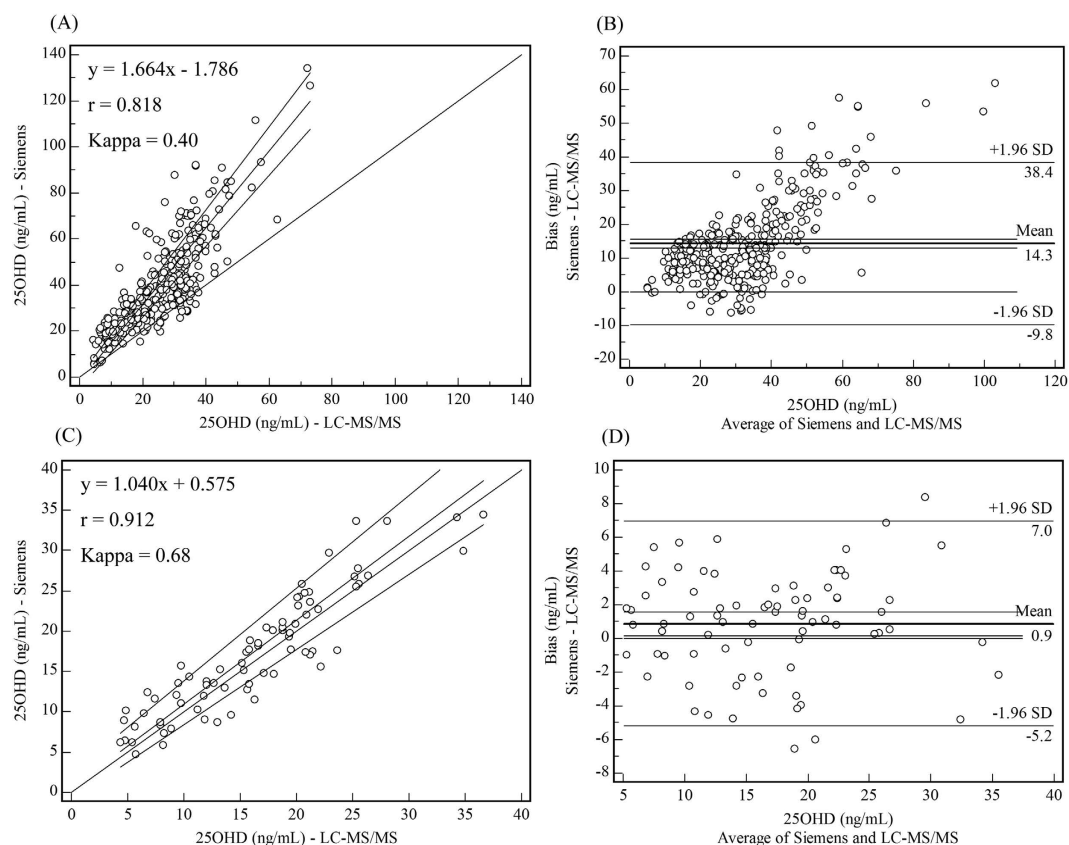 (A)
y = 1.664x - 1.786
r = 0.818
Kappa = 0.40
25OHD (ng/mL) - Siemens
140
120
100
80
60
40
20
0
0 20 40 60 80 100 120 140
25OHD (ng/mL) - LC-MS/MS
(B)
Bias (ng/mL)
Siemens - LC-MS/MS
70
60
50
40
30
20
10
0
-10
-20
+1.96 SD
38.4
Mean
14.3
-1.96 SD
-9.8
0 20 40 60 80 100 120
25OHD (ng/mL)
Average of Siemens and LC-MS/MS
(C)
y = 1.040x + 0.575
r = 0.912
Kappa = 0.68
25OHD (ng/mL) - Siemens
40
35
30
25
20
15
10
5
0
0 5 10 15 20 25 30 35 40
25OHD (ng/mL) - LC-MS/MS
(D)
Bias (ng/mL)
Siemens - LC-MS/MS
10
8
6
4
2
0
-2
-4
-6
-8
+1.96 SD
7.0
Mean
0.9
-1.96 SD
-5.2
5 10 15 20 25 30 35 40
25OHD (ng/mL)
Average of Siemens and LC-MS/MS